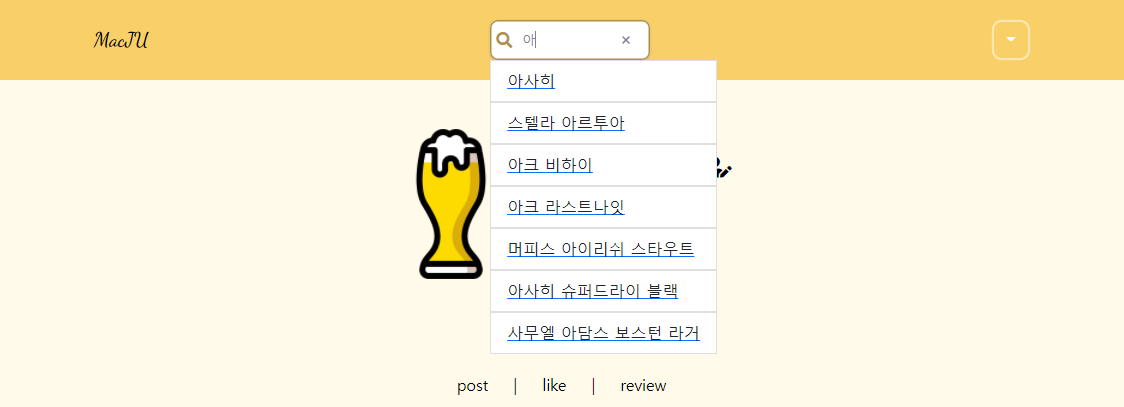 MacJU
아
아사히
스텔라 아르투아
아크 비하이
아크 라스트나잇
머피스 아이리쉬 스타우트
아사히 슈퍼드라이 블랙
사무엘 아담스 보스턴 라거
post | like | review